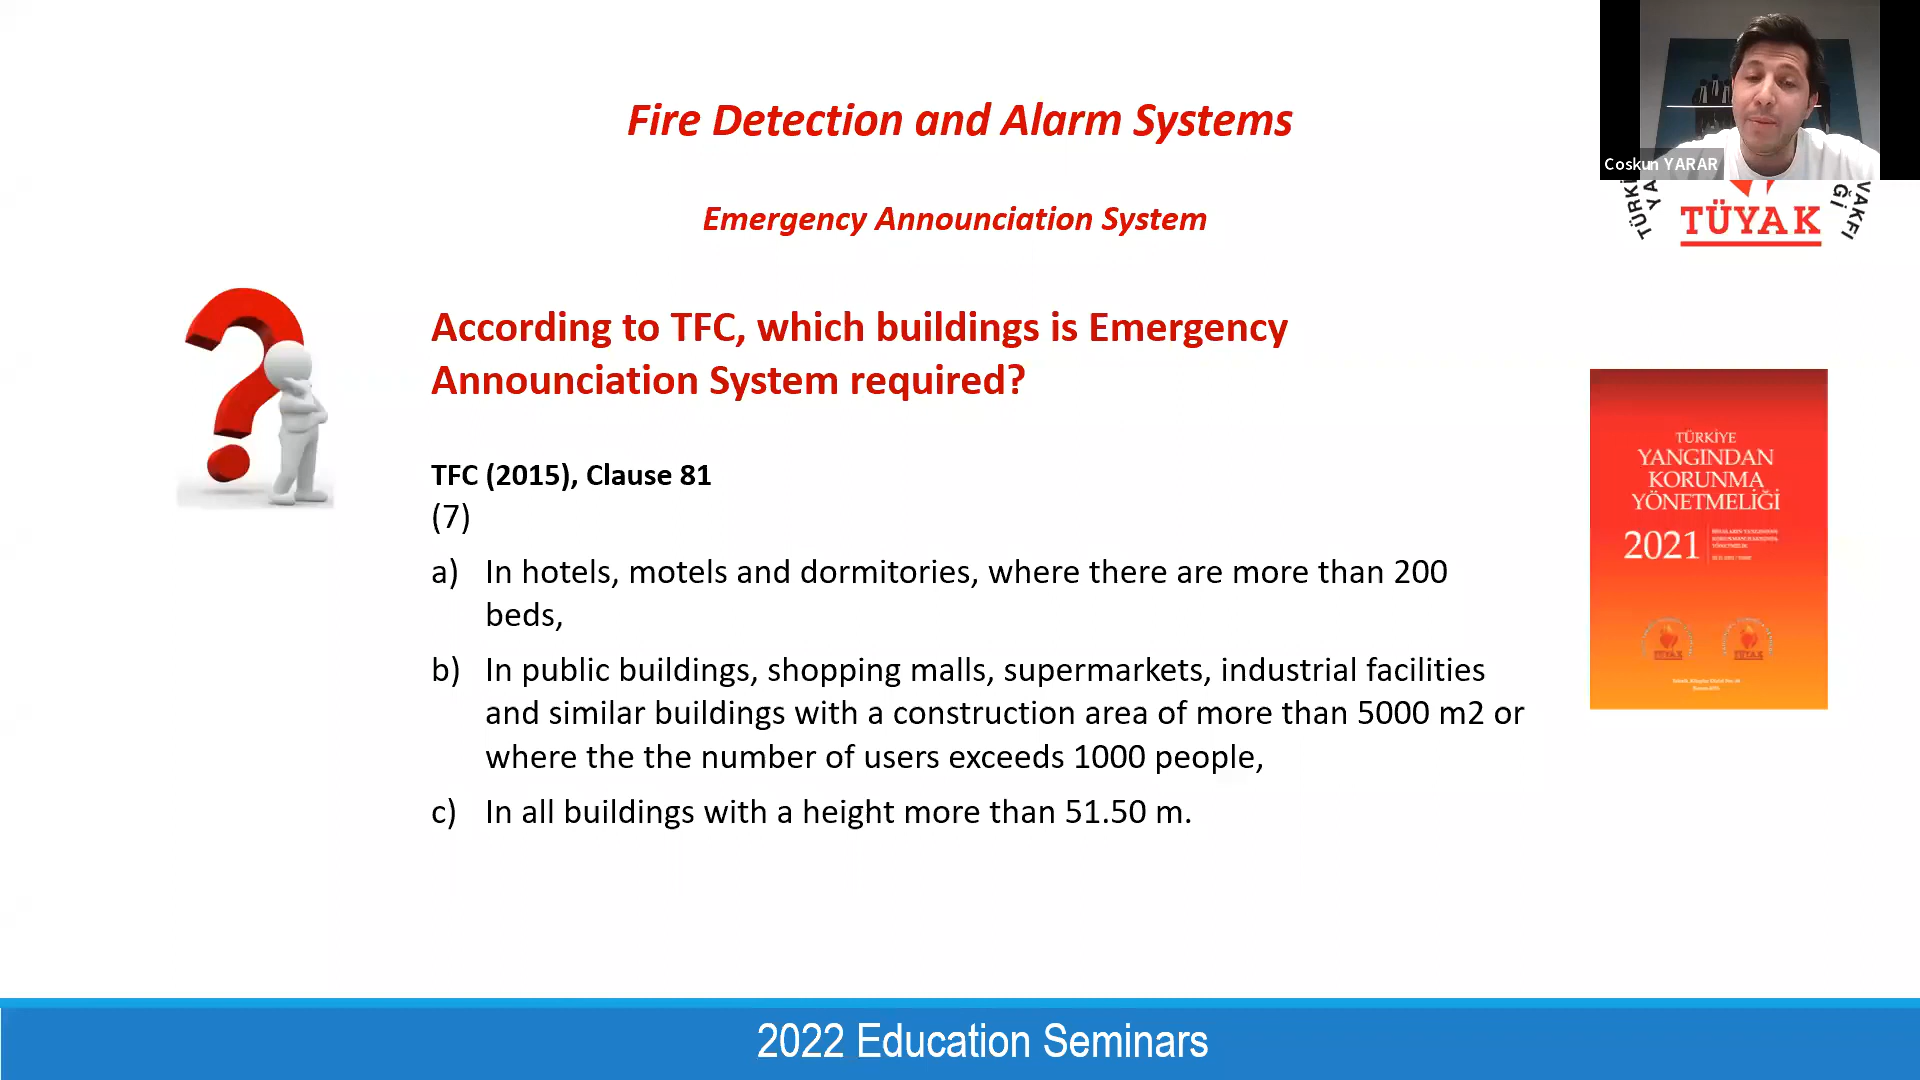 Fire Detection and Alarm Systems
Coskun YARAR
TÜYAK
VAKFI
Emergency Announciation System
According to TFC, which buildings is Emergency
Announciation System required?
TFC (2015), Clause 81
(7)
a) In hotels, motels and dormitories, where there are more than 200
beds,
b) In public buildings, shopping malls, supermarkets, industrial facilities
and similar buildings with a construction area of more than 5000 m2 or
where the the number of users exceeds 1000 people,
c) In all buildings with a height more than 51.50 m.
TÜRKİYE
YANGINDAN
KORUNMA
YÖNETMELİĞİ
2021
2022 Education Seminars